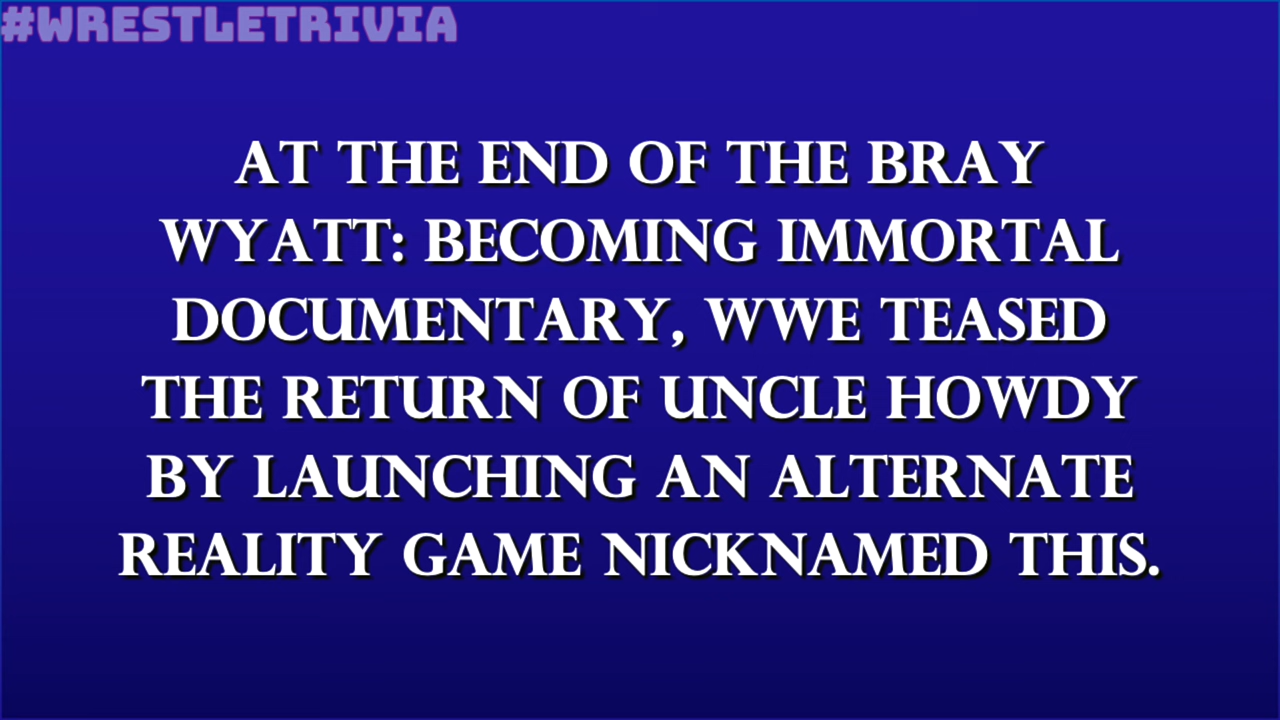 #WRESTLETRIVIA
AT THE END OF THE BRAY
WYATT: BECOMING IMMORTAL
DOCUMENTARY, WWE TEASED
THE RETURN OF UNCLE HOWDY
BY LAUNCHING AN ALTERNATE
REALITY GAME NICKNAMED THIS.